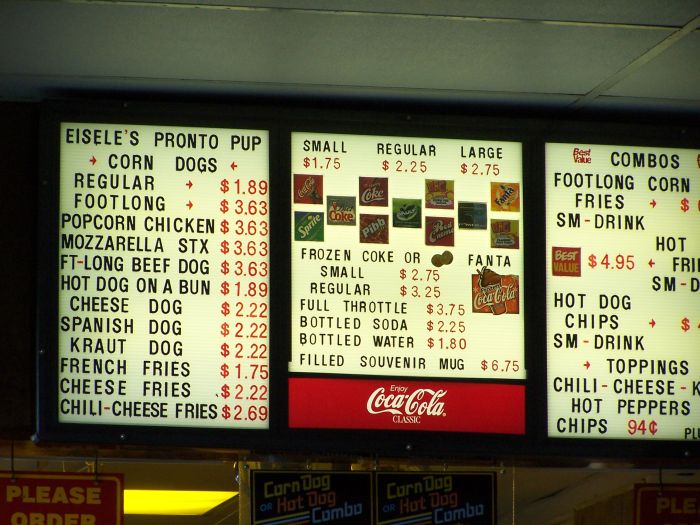 EISELE'S PRONTO PUP
→ CORN DOGS ←
REGULAR → $1.89
FOOTLONG → $3.63
POPCORN CHICKEN $3.63
MOZZARELLA STX $3.63
FT-LONG BEEF DOG $3.63
HOT DOG ON A BUN $1.89
CHEESE DOG $2.22
SPANISH DOG $2.22
KRAUT DOG $2.22
FRENCH FRIES $1.75
CHEESE FRIES $2.22
CHILI-CHEESE FRIES $2.69
SMALL REGULAR LARGE
$1.75 $2.25 $2.75
Coke
Fanta
Sprite
Coke
Pibb
FROZEN COKE OR FANTA
SMALL $2.75
REGULAR $3.25
Coca-Cola
FULL THROTTLE $3.75
BOTTLED SODA $2.25
BOTTLED WATER $1.80
FILLED SOUVENIR MUG $6.75
Enjoy
Coca-Cola
CLASSIC
Best Value COMBOS
FOOTLONG CORN
FRIES → $
SM-DRINK
HOT
BEST VALUE $4.95 ← FRI
SM-D
HOT DOG
CHIPS → $
SM-DRINK
→ TOPPINGS
CHILI-CHEESE-K
HOT PEPPERS
CHIPS 94¢ PL
PLEASE
ORDER
Corn Dog
OR Hot Dog
Combo
Corn Dog
OR Hot Dog
Combo
PLE